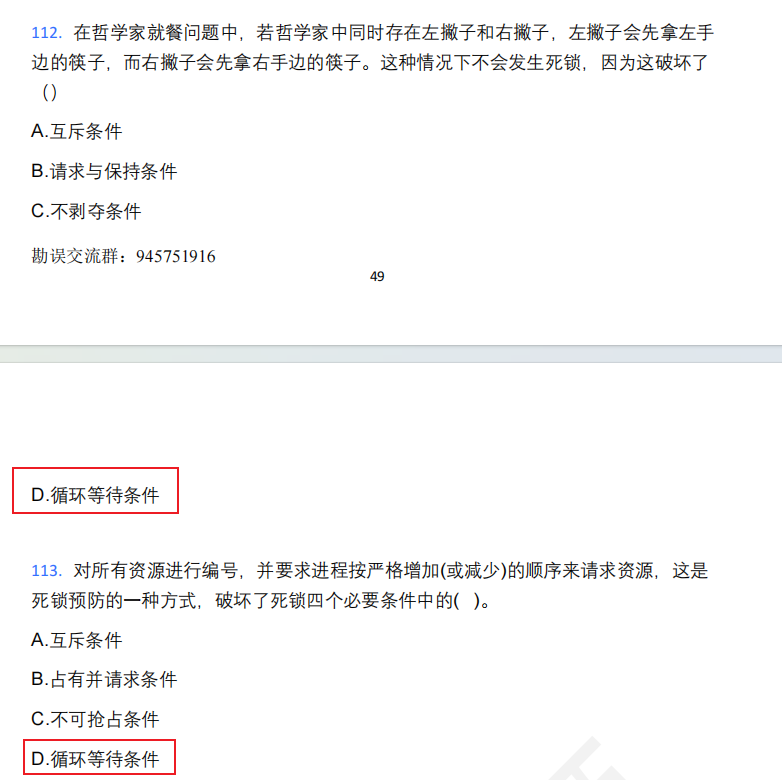 112. 在哲学家就餐问题中，若哲学家中同时存在左撇子和右撇子，左撇子会先拿左手
边的筷子，而右撇子会先拿右手边的筷子。这种情况下不会发生死锁，因为这破坏了
（）
A.互斥条件
B.请求与保持条件
C.不剥夺条件
勘误交流群：945751916
49
D.循环等待条件
113. 对所有资源进行编号，并要求进程按严格增加(或减少)的顺序来请求资源，这是
死锁预防的一种方式，破坏了死锁四个必要条件中的( )。
A.互斥条件
B.占有并请求条件
C.不可抢占条件
D.循环等待条件